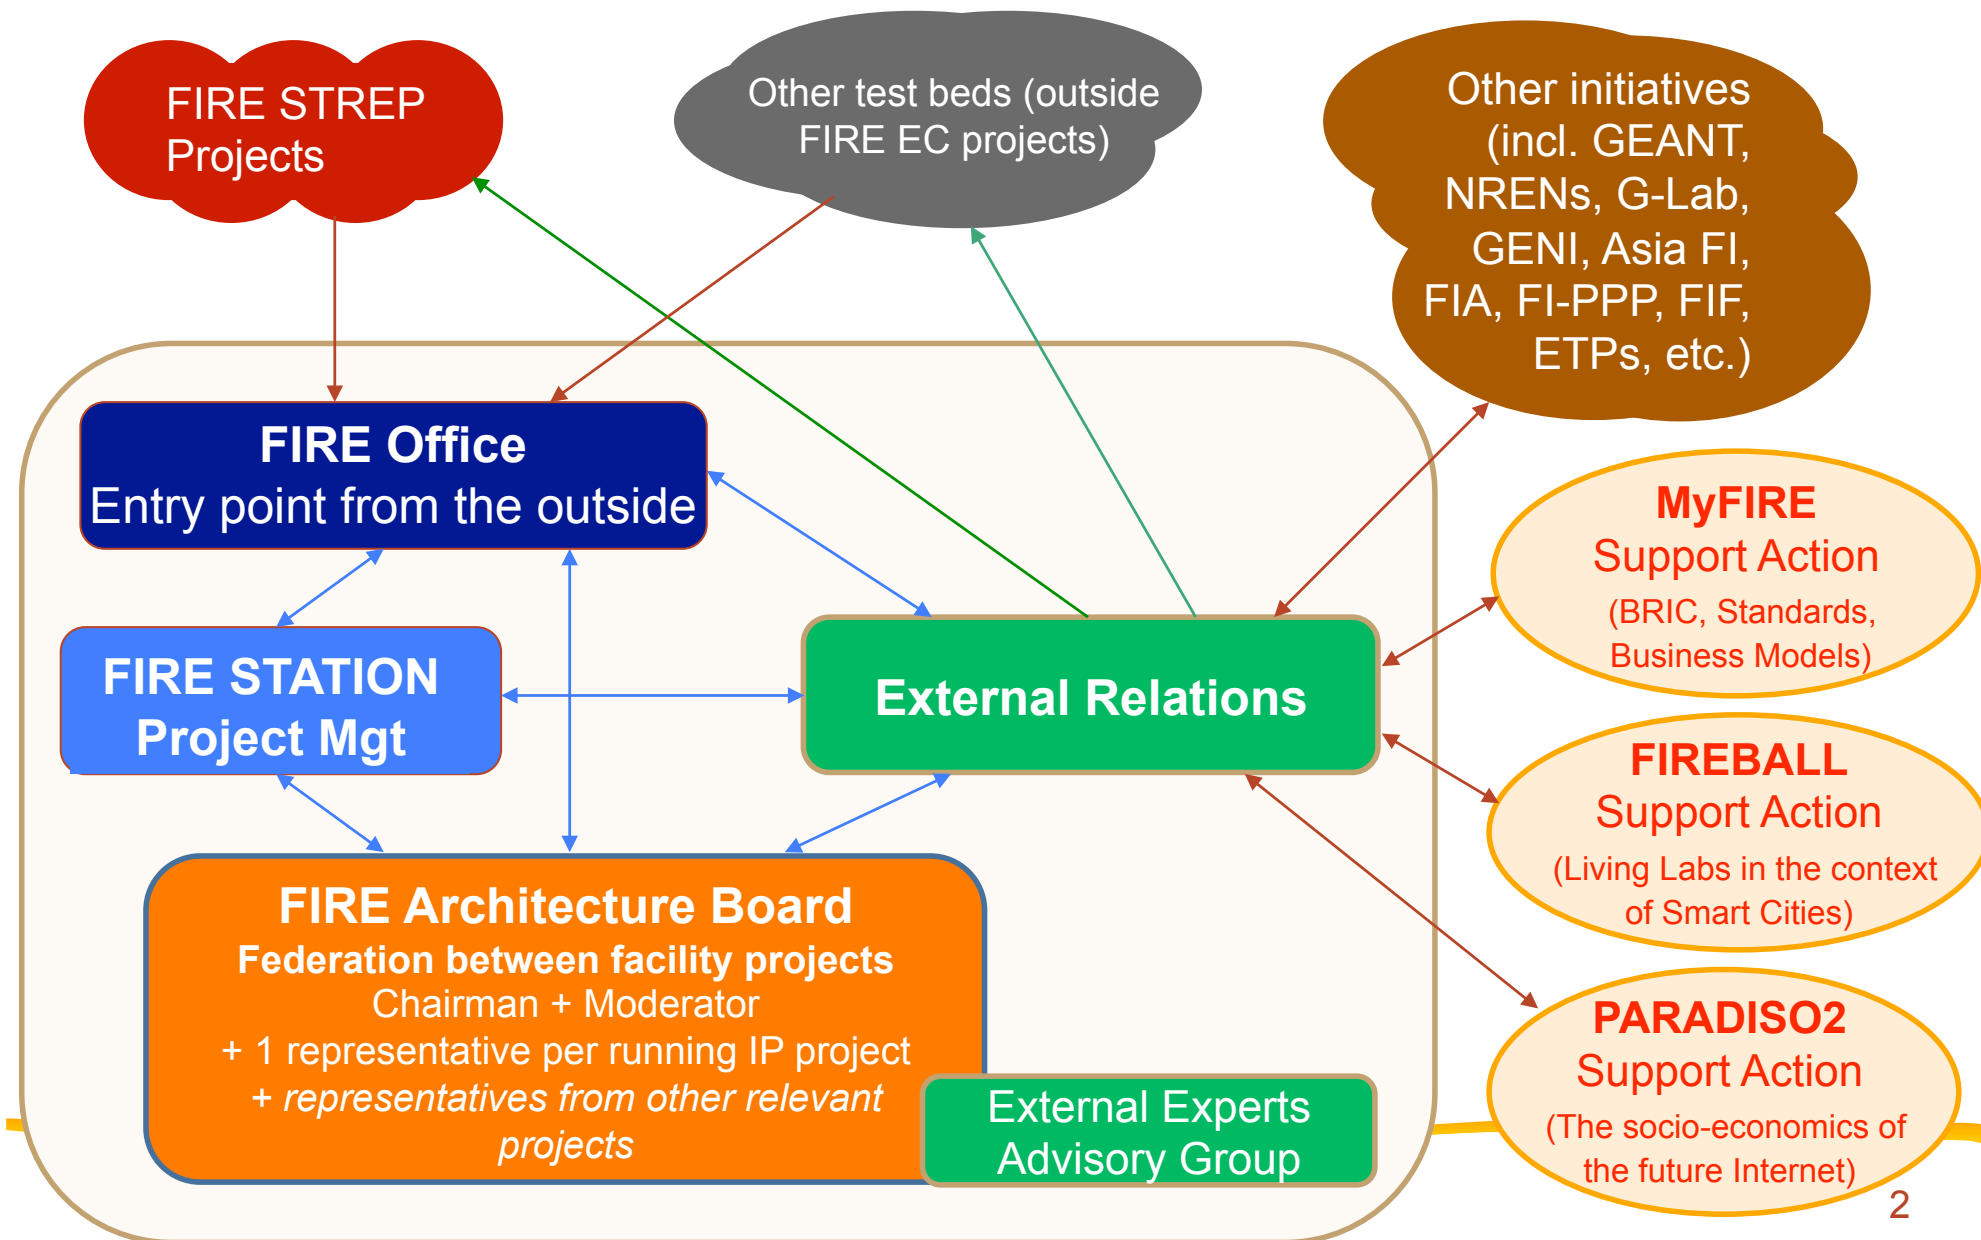 FIRE STREP
Projects
Other test beds (outside
FIRE EC projects)
Other initiatives
(incl. GEANT,
NRENs, G-Lab,
GENI, Asia FI,
FIA, FI-PPP, FIF,
ETPs, etc.)
FIRE Office
Entry point from the outside
MyFIRE
Support Action
(BRIC, Standards,
Business Models)
FIRE STATION
Project Mgt
External Relations
FIREBALL
Support Action
(Living Labs in the context
of Smart Cities)
FIRE Architecture Board
Federation between facility projects
Chairman + Moderator
+ 1 representative per running IP project
+ representatives from other relevant
projects
External Experts
Advisory Group
PARADISO2
Support Action
(The socio-economics of
the future Internet)
2